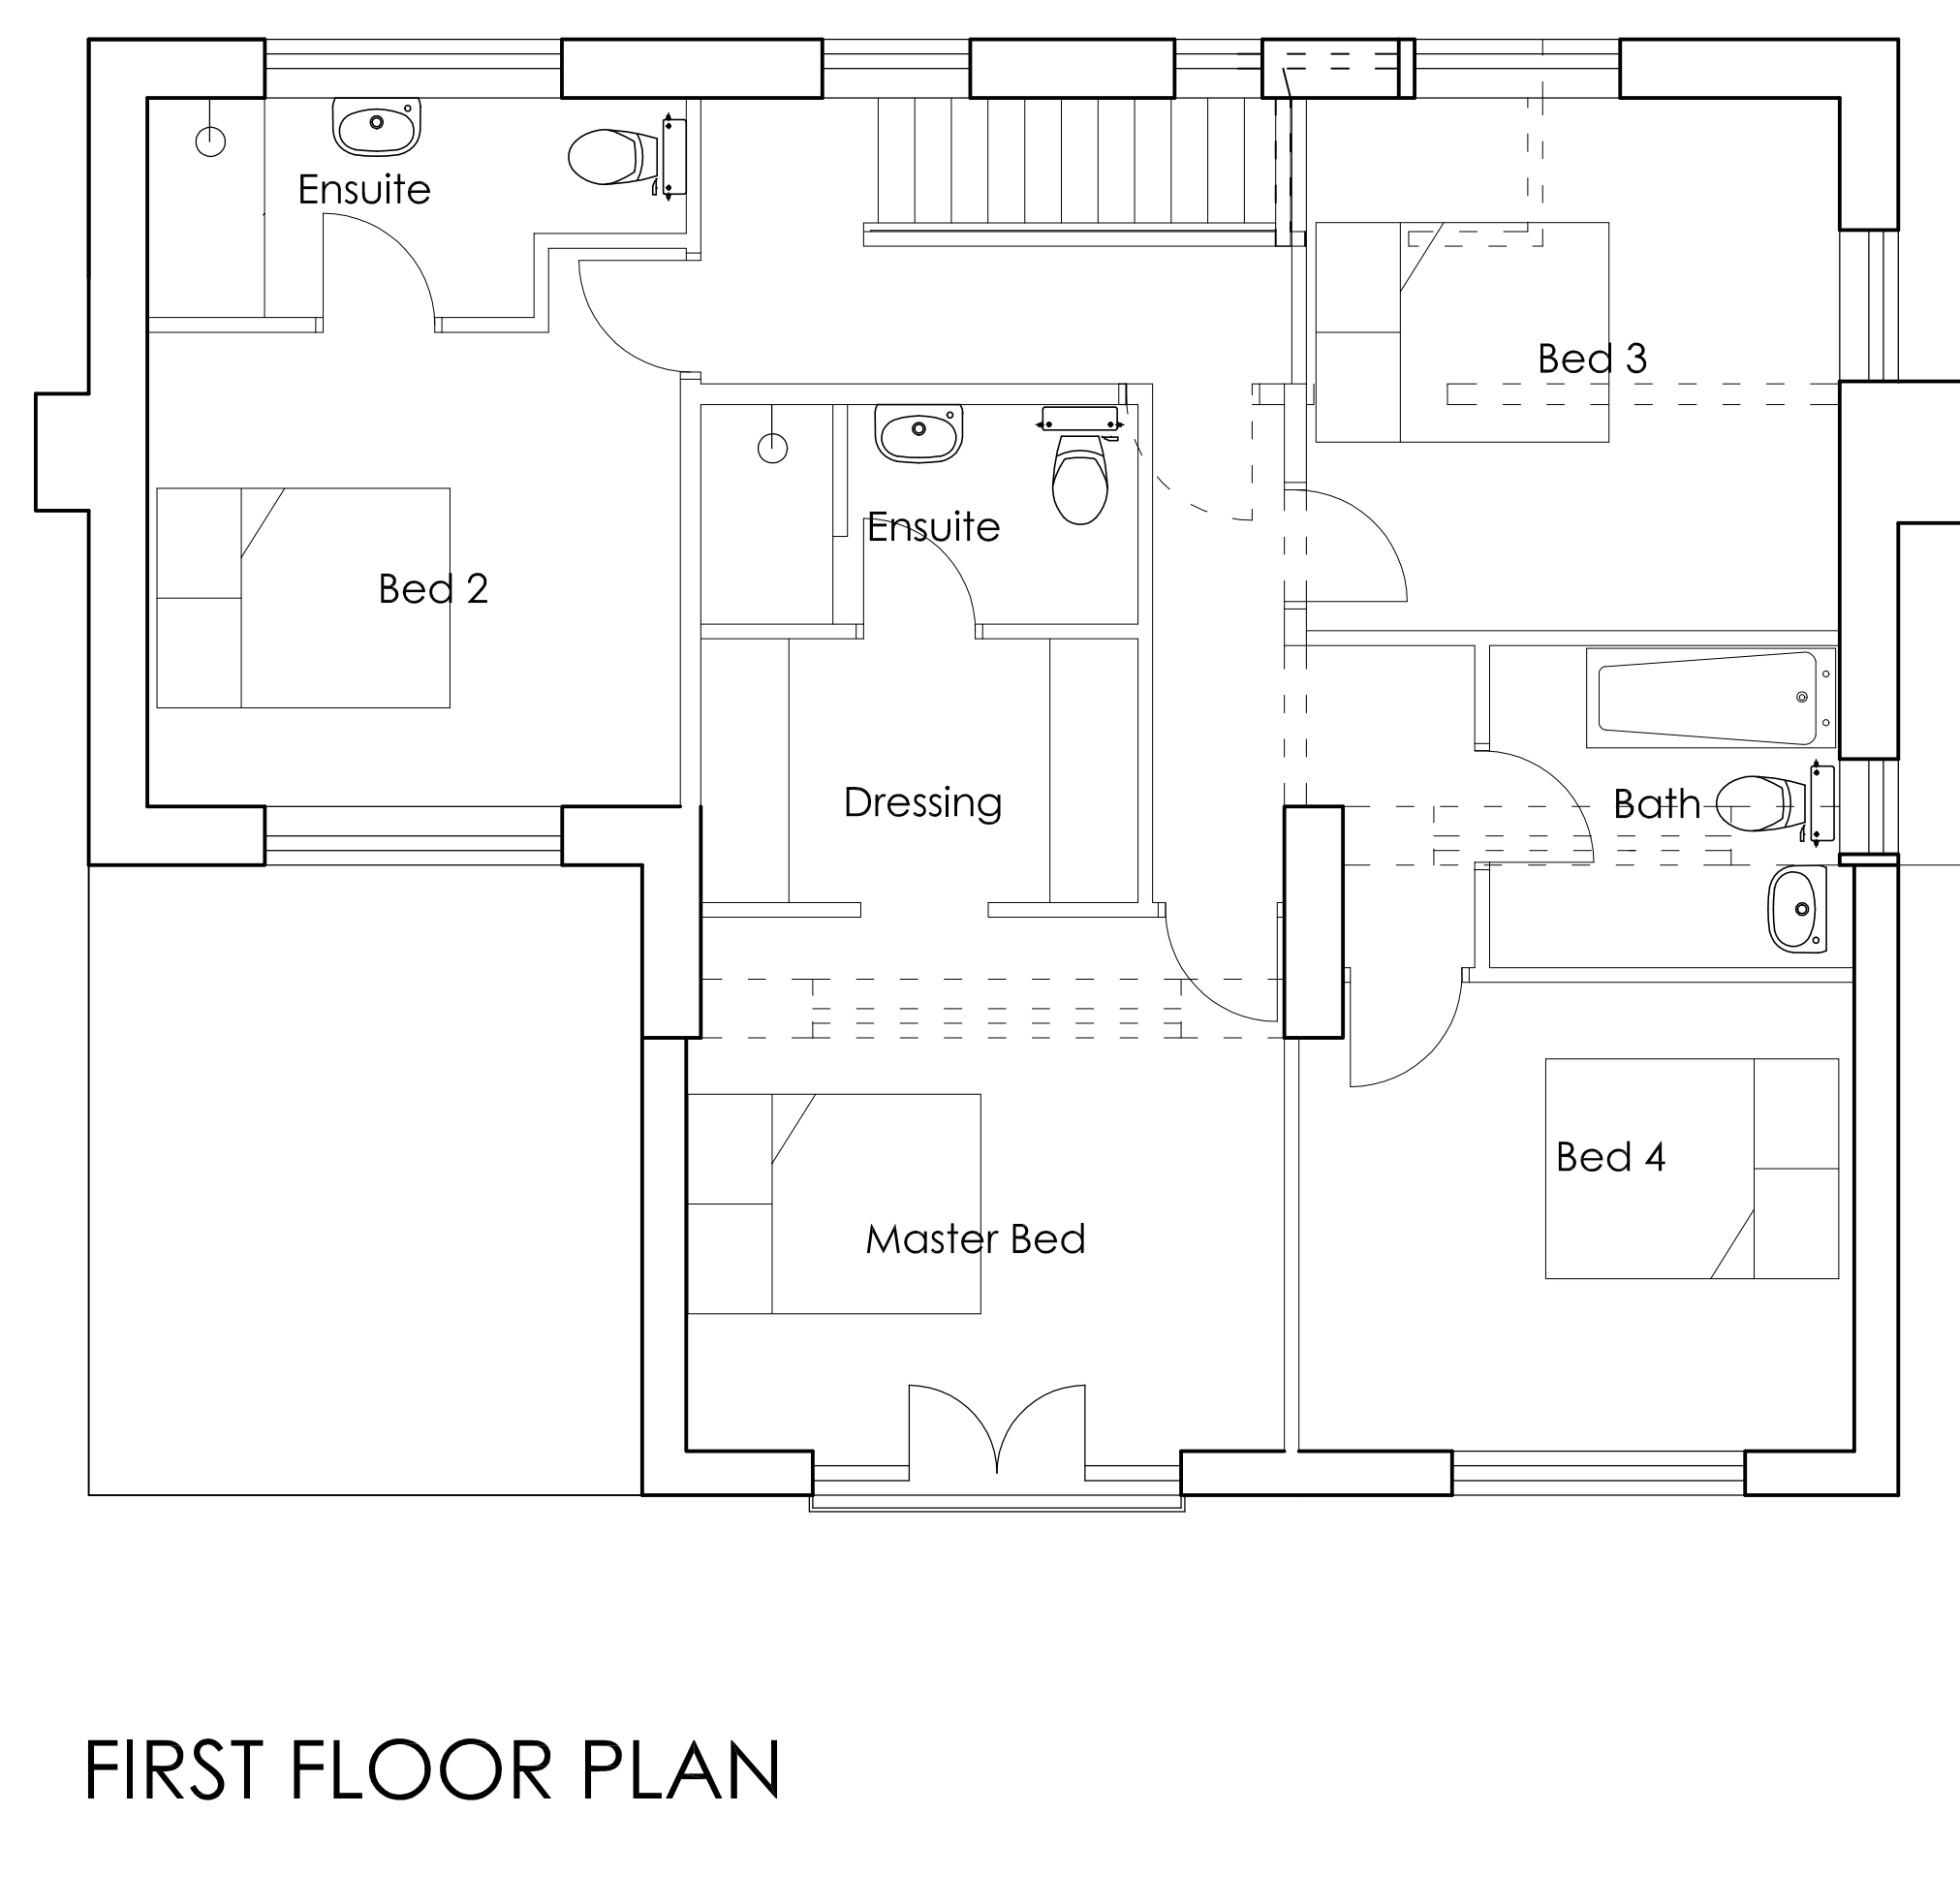 Ensuite
Bed 3
Ensuite
Bed 2
Dressing
Bath
Bed 4
Master Bed
FIRST FLOOR PLAN